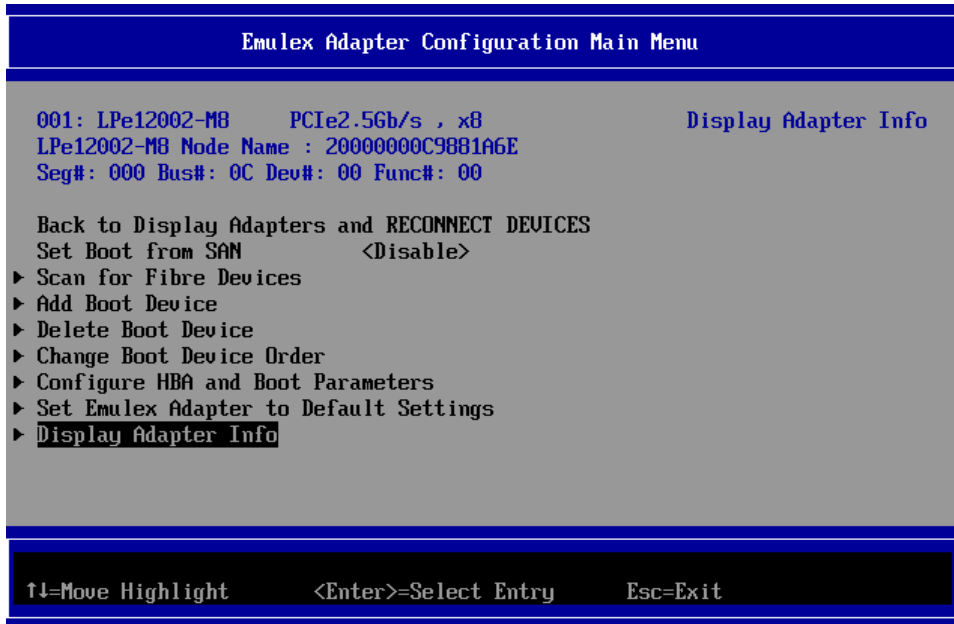 Emulex Adapter Configuration Main Menu
001: LPe12002-M8 PCIe2.5Gb/s , x8 Display Adapter Info
LPe12002-M8 Node Name : 20000000C9881A6E
Seg#: 000 Bus#: 0C Dev#: 00 Func#: 00
Back to Display Adapters and RECONNECT DEVICES
Set Boot from SAN <Disable>
▶ Scan for Fibre Devices
▶ Add Boot Device
▶ Delete Boot Device
▶ Change Boot Device Order
▶ Configure HBA and Boot Parameters
▶ Set Emulex Adapter to Default Settings
▶ Display Adapter Info
↑↓=Move Highlight <Enter>=Select Entry Esc=Exit